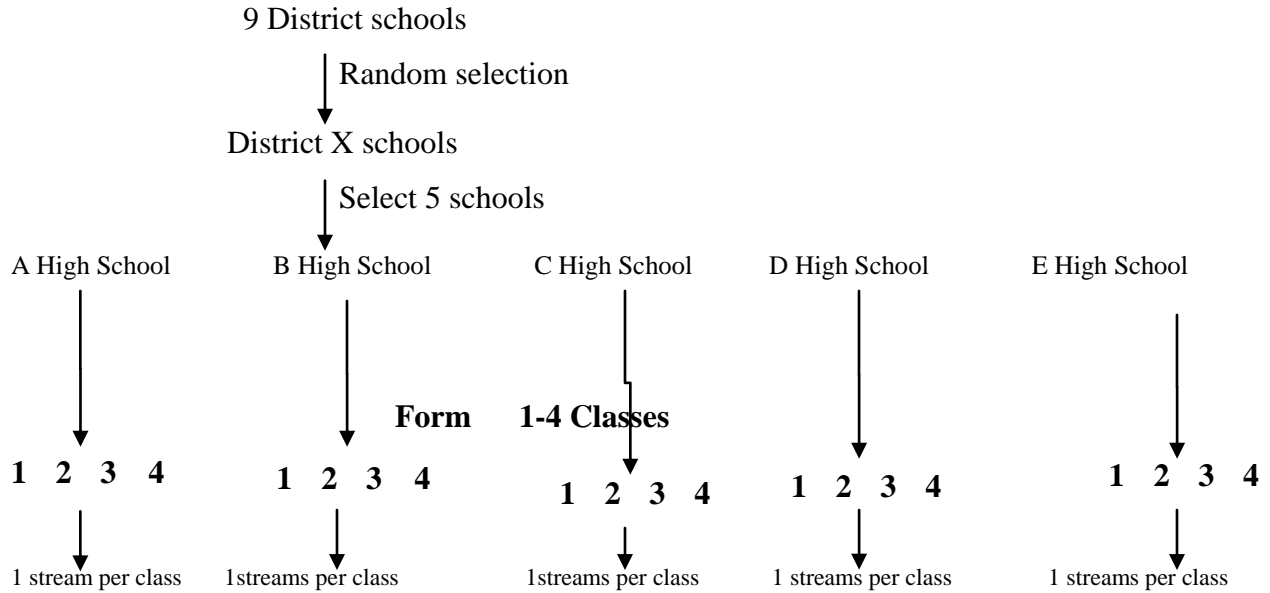 9 District schools
Random selection
District X schools
Select 5 schools
A High School B High School C High School D High School E High School
Form 1-4 Classes
1 2 3 4 1 2 3 4 1 2 3 4 1 2 3 4 1 2 3 4
1 stream per class 1streams per class 1streams per class 1 streams per class 1 streams per class